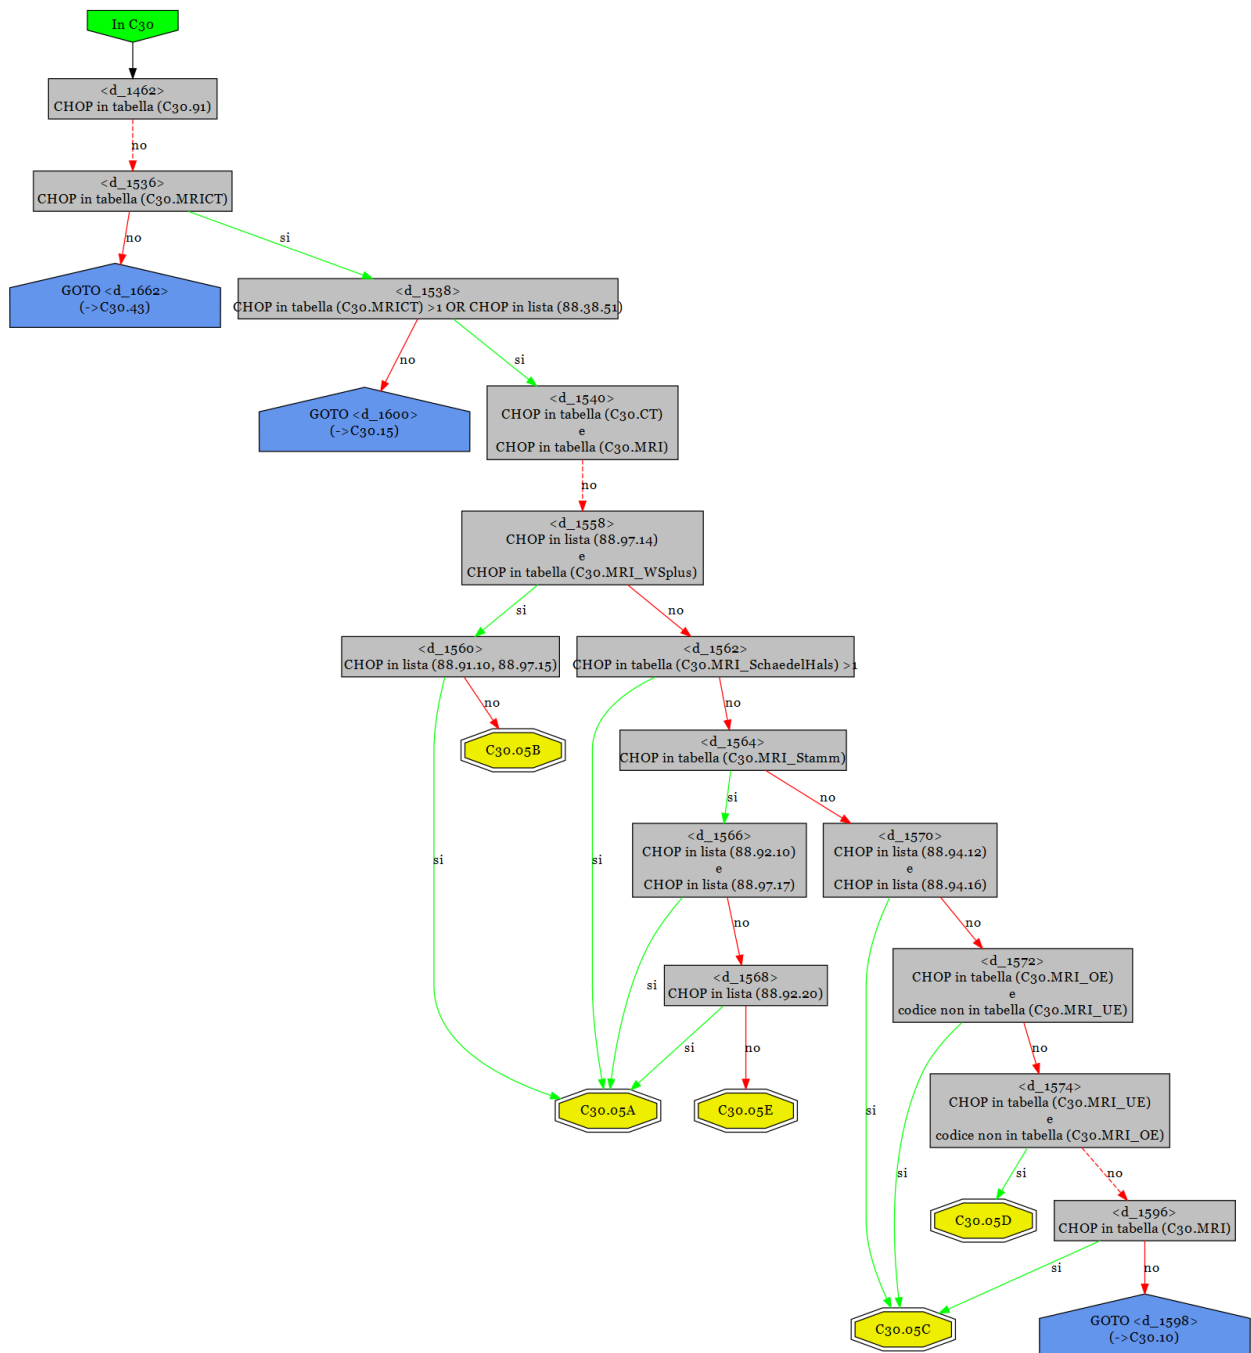 In C30
<d_1462>
CHOP in tabella (C30.91)
no
<d_1536>
CHOP in tabella (C30.MRICT)
no
si
GOTO <d_1662>
(->C30.43)
<d_1538>
CHOP in tabella (C30.MRICT) >1 OR CHOP in lista (88.38.51)
no
si
GOTO <d_1600>
(->C30.15)
<d_1540>
CHOP in tabella (C30.CT)
e
CHOP in tabella (C30.MRI)
no
<d_1558>
CHOP in lista (88.97.14)
e
CHOP in tabella (C30.MRI_WSplus)
si
no
<d_1560>
CHOP in lista (88.91.10, 88.97.15)
<d_1562>
CHOP in tabella (C30.MRI_SchaedelHals) >1
no
no
C30.05B
<d_1564>
CHOP in tabella (C30.MRI_Stamm)
si
no
si
si
<d_1566>
CHOP in lista (88.92.10)
e
CHOP in lista (88.97.17)
<d_1570>
CHOP in lista (88.94.12)
e
CHOP in lista (88.94.16)
no
no
si
<d_1568>
CHOP in lista (88.92.20)
<d_1572>
CHOP in tabella (C30.MRI_OE)
e
codice non in tabella (C30.MRI_UE)
si
no
no
C30.05A
C30.05E
si
<d_1574>
CHOP in tabella (C30.MRI_UE)
e
codice non in tabella (C30.MRI_OE)
si
si
no
C30.05D
<d_1596>
CHOP in tabella (C30.MRI)
si
no
C30.05C
GOTO <d_1598>
(->C30.10)